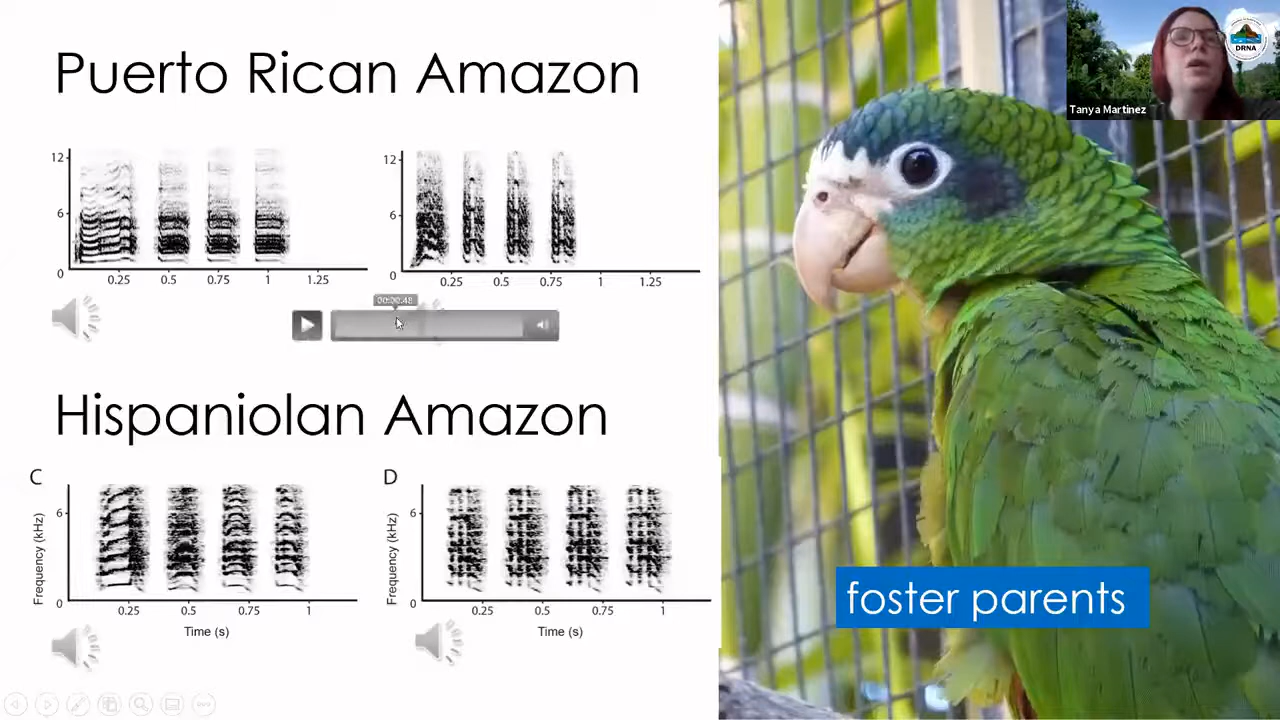 Puerto Rican Amazon
12
6
0
0.25 0.5 0.75 1 1.25
12
6
0
0.25 0.5 0.75 1 1.25
00:00.48
Hispaniolan Amazon
C
Frequency (kHz)
6
0
0.25 0.5 0.75 1
Time (s)
D
Frequency (kHz)
6
0
0.25 0.5 0.75 1
Time (s)
foster parents
DRNA
Tanya Martinez